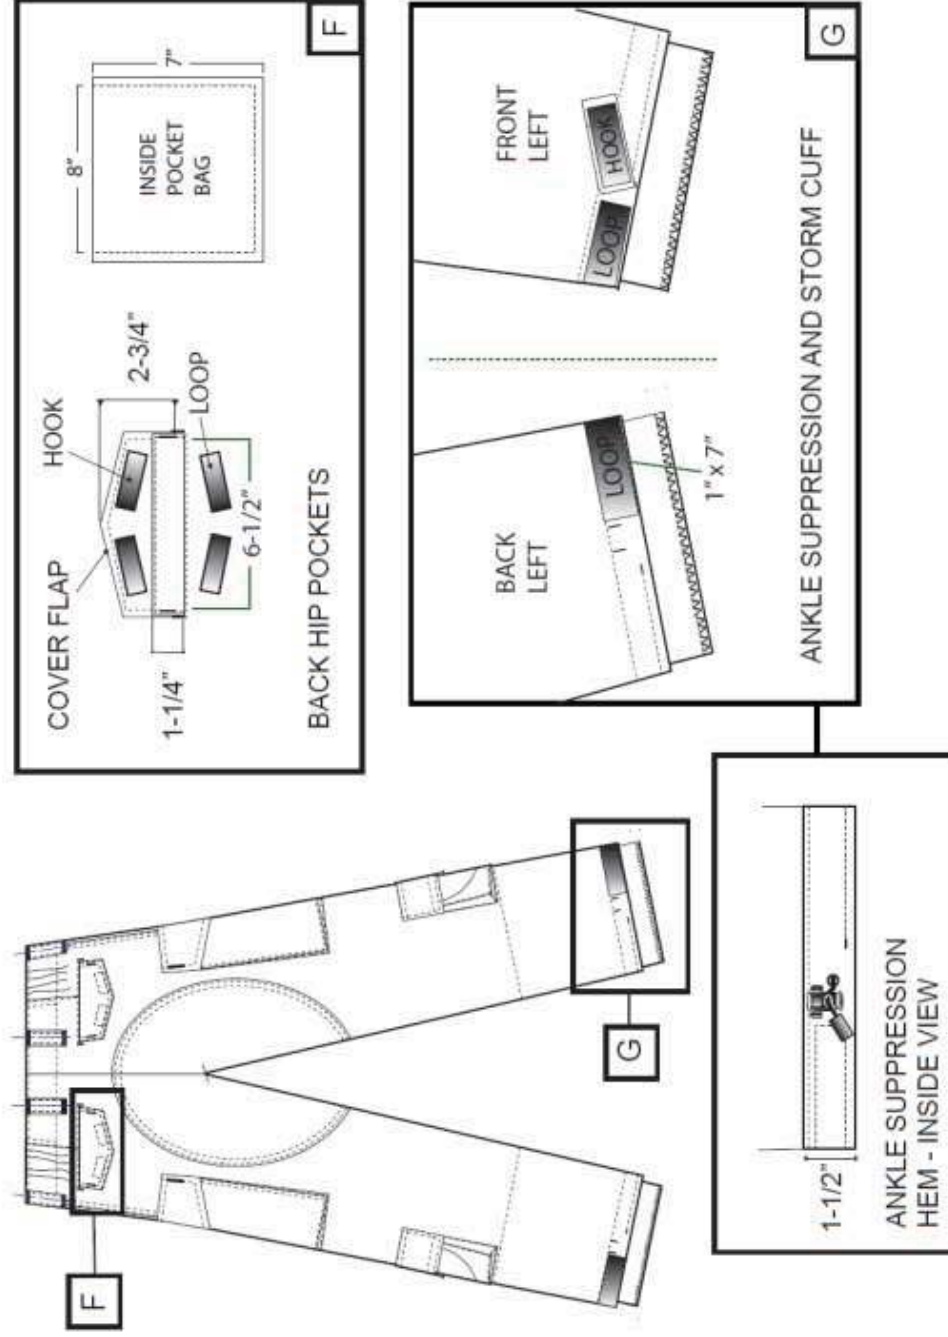 F
G
COVER FLAP
HOOK
2-3/4"
LOOP
1-1/4"
6-1/2"
BACK HIP POCKETS
8"
7"
INSIDE
POCKET
BAG
F
BACK
LEFT
LOOP
1" x 7"
FRONT
LEFT
LOOP
HOOK
ANKLE SUPPRESSION AND STORM CUFF
G
1-1/2"
ANKLE SUPPRESSION
HEM - INSIDE VIEW